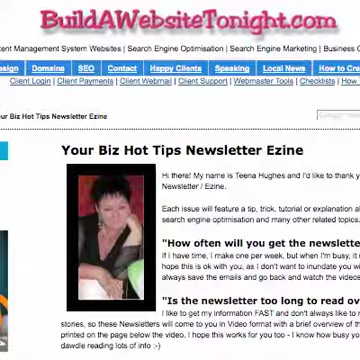 BuildAWebsiteTonight.com
tent Management System Websites | Search Engine Optimisation | Search Engine Marketing | Business C
esign Domains SEO Contact Happy Clients Speaking Local News How to Cre
Client Login | Client Payments | Client Webmail | Client Support | Webmaster Tools | Checklists | How
our Biz Hot Tips Newsletter Ezine
Google
Your Biz Hot Tips Newsletter Ezine
Hi there! My name is Teena Hughes and I'd like to thank y
Newsletter / Ezine.
Each issue will feature a tip, trick, tutorial or explanation a
search engine optimisation and many other related topics.
"How often will you get the newslette
If I have time, I make one per week, but when I'm busy, it
hope this is ok with you, as I don't want to inundate you wi
always save the emails and go back and watch the videos
"Is the newsletter too long to read ov
I like to get my information FAST and don't always like to r
stories, so these Newsletters will come to you in Video format with a brief overview of th
printed on the page below the video. I hope this works for you too - I know how busy you
dawdle reading lots of info :-)